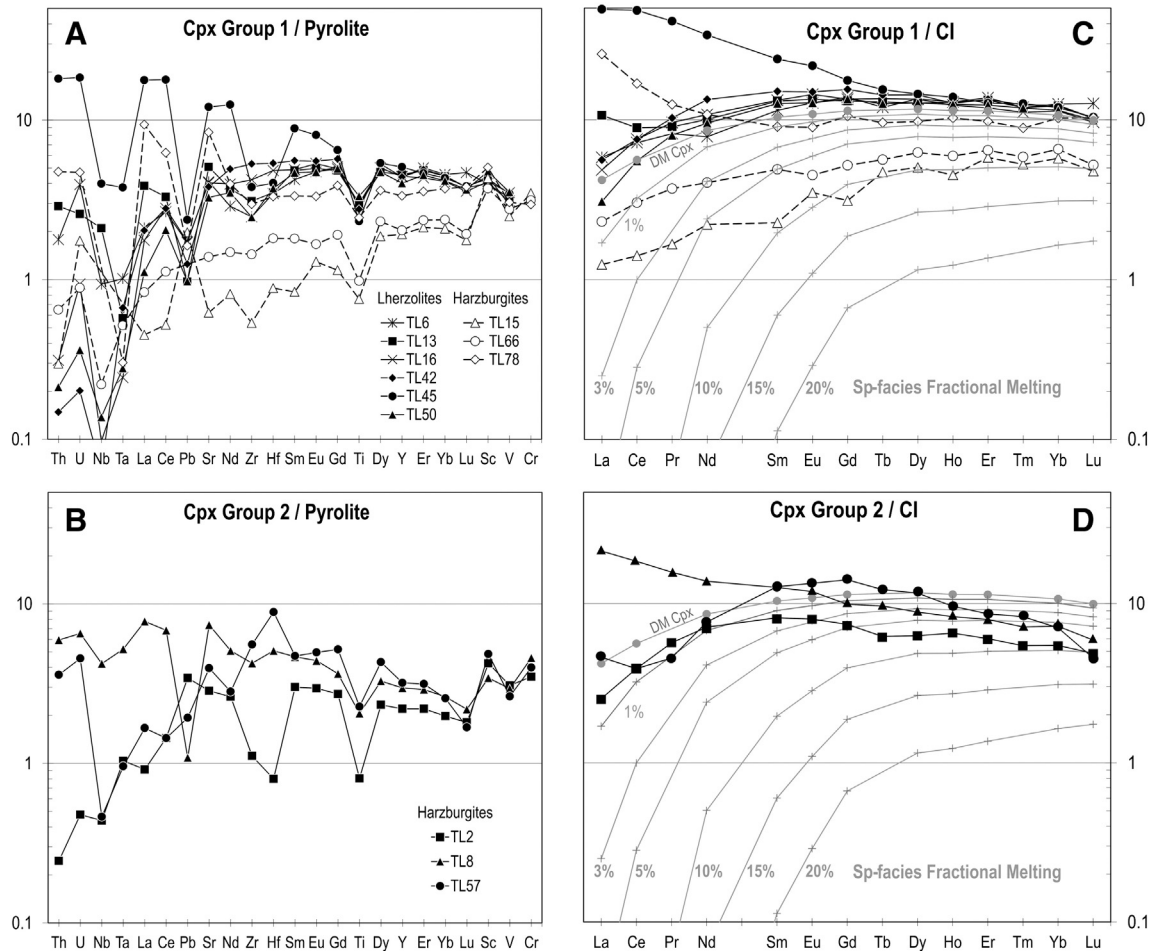 A
Cpx Group 1 / Pyrolite
10
1
0.1
Lherzolites
Harzburgites
TL6
TL13
TL16
TL42
TL45
TL50
TL15
TL66
TL78
Th U Nb Ta La Ce Pb Sr Nd Zr Hf Sm Eu Gd Ti Dy Y Er Yb Lu Sc V Cr
C
Cpx Group 1 / CI
10
1
0.1
DM Cpx
1%
3%
5%
10%
15%
20%
Sp-facies Fractional Melting
La Ce Pr Nd Sm Eu Gd Tb Dy Ho Er Tm Yb Lu
B
Cpx Group 2 / Pyrolite
10
1
0.1
Harzburgites
TL2
TL8
TL57
Th U Nb Ta La Ce Pb Sr Nd Zr Hf Sm Eu Gd Ti Dy Y Er Yb Lu Sc V Cr
D
Cpx Group 2 / CI
10
1
0.1
DM Cpx
1%
3%
5%
10%
15%
20%
Sp-facies Fractional Melting
La Ce Pr Nd Sm Eu Gd Tb Dy Ho Er Tm Yb Lu